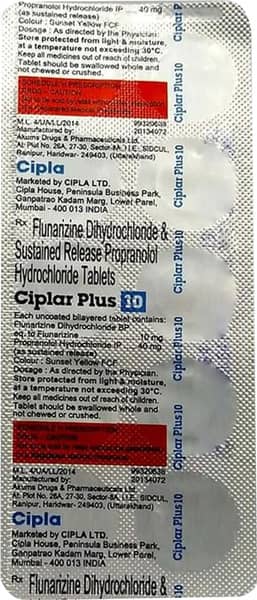 Propranolol Hydrochloride IP ..... 40 mg
(as sustained release)
Colour : Sunset Yellow FCF
Dosage : As directed by the Physician.
Store protected from light & moisture,
at a temperature not exceeding 30°C.
Keep all medicines out of reach of children.
Tablet should be swallowed whole and
not chewed or crushed.
DRUG - CAUTION
M.L. 4/UA/LL/2014 99320638
Manufactured by 20134072
Akums Drugs & Pharmaceuticals Ltd.
At: Plot No. 26A, 27-30, Sector-8A, I.I.E., SIDCUL,
Ranipur, Haridwar- 249403, (Uttarakhand)
Cipla
Marketed by CIPLA LTD.
Cipla House, Peninsula Business Park,
Ganpatrao Kadam Marg, Lower Parel,
Mumbai - 400 013 INDIA
Rx Flunarizine Dihydrochloride &
Sustained Release Propranolol
Hydrochloride Tablets
Ciplar Plus 10
Each uncoated bilayered tablet contains:
Flunarizine Dihydrochloride BP
eq. to Flunarizine ..... 10 mg
Propranolol Hydrochloride IP ..... 40 mg
(as sustained release)
Colour : Sunset Yellow FCF
Dosage : As directed by the Physician.
Store protected from light & moisture,
at a temperature not exceeding 30°C.
Keep all medicines out of reach of children.
Tablet should be swallowed whole and
not chewed or crushed.
M.L. 4/UA/LL/2014 99320638
Manufactured by: 20134072
Akums Drugs & Pharmaceuticals Ltd.
At: Plot No. 26A, 27-30, Sector-8A, I.I.E., SIDCUL,
Ranipur, Haridwar- 249403, (Uttarakhand)
Cipla
Marketed by CIPLA LTD.
Cipla House, Peninsula Business Park,
Ganpatrao Kadam Marg, Lower Parel,
Mumbai - 400 013 INDIA
Rx Flunarizine Dihydrochloride &
Ciplar Plus 10
Ciplar Plus 10
Ciplar Plus 10
Ciplar Plus 10
Ciplar Plus 10